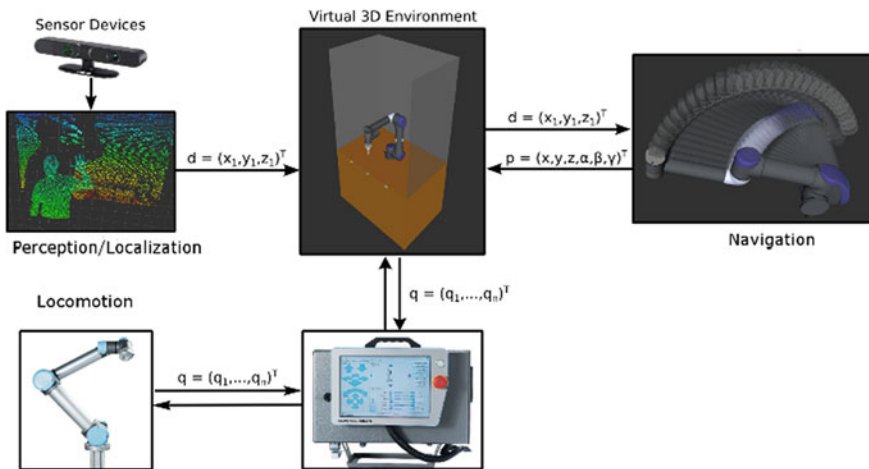 Sensor Devices
Virtual 3D Environment
d = (x₁,y₁,z₁)ᵀ
d = (x₁,y₁,z₁)ᵀ
p = (x,y,z,α,β,γ)ᵀ
Perception/Localization
Navigation
Locomotion
q = (q₁,...,qₙ)ᵀ
q = (q₁,...,qₙ)ᵀ